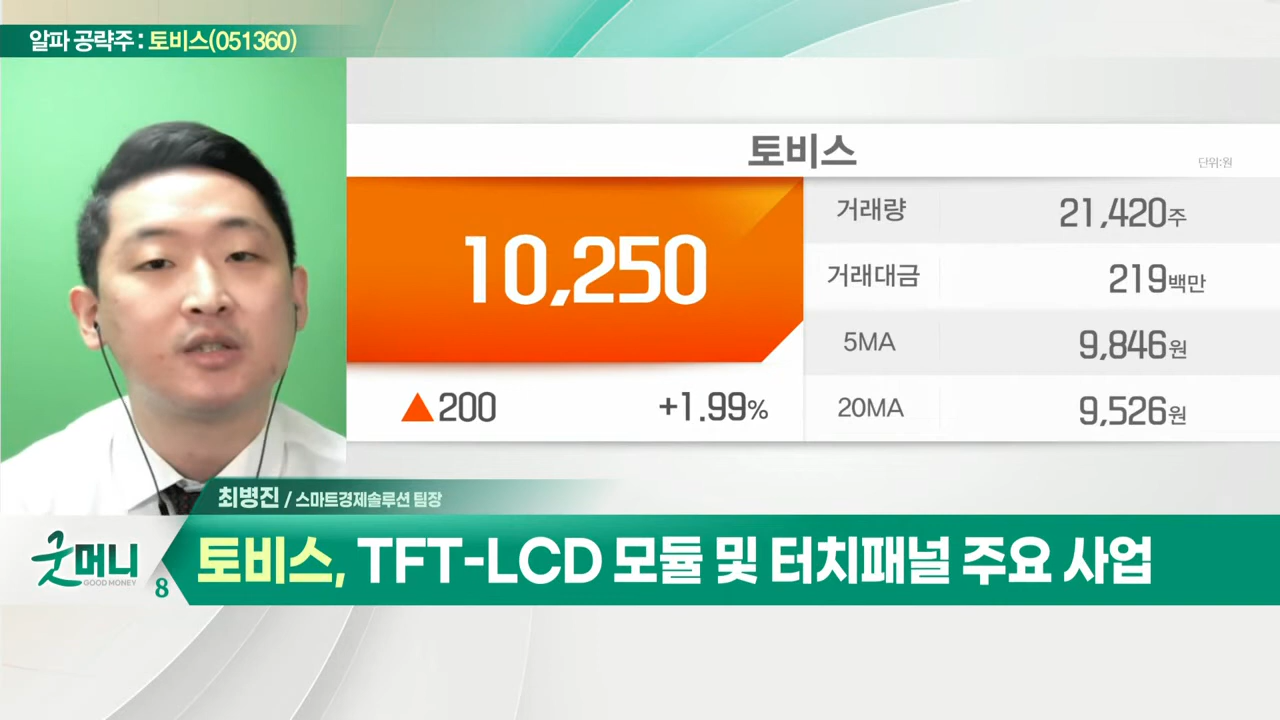 알파 공략주 : 토비스(051360)
토비스
단위:원
10,250
▲200 +1.99%
거래량 21,420주
거래대금 219백만
5MA 9,846원
20MA 9,526원
최병진 / 스마트경제솔루션 팀장
굿머니
GOOD MONEY
8
토비스, TFT-LCD 모듈 및 터치패널 주요 사업